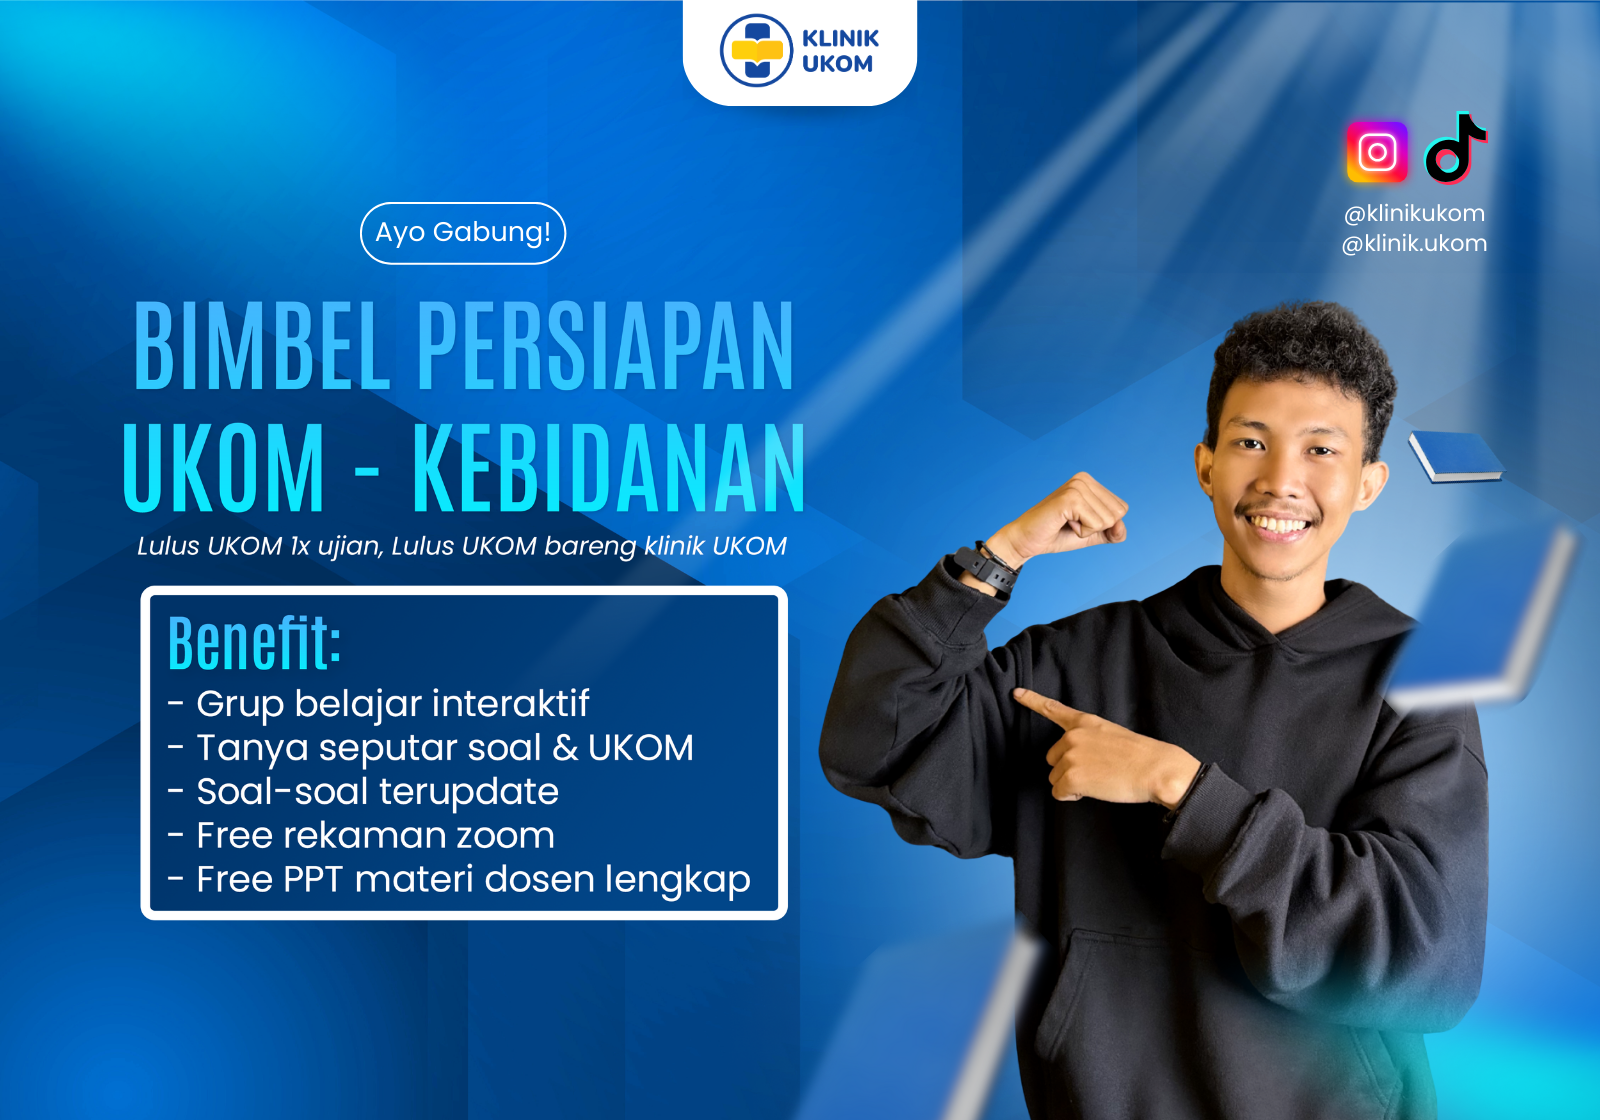 KLINIK
UKOM
@klinikukom
@klinik.ukom
Ayo Gabung!
BIMBEL PERSIAPAN
UKOM - KEBIDANAN
Lulus UKOM 1x ujian, Lulus UKOM bareng klinik UKOM
Benefit:
- Grup belajar interaktif
- Tanya seputar soal & UKOM
- Soal-soal terupdate
- Free rekaman zoom
- Free PPT materi dosen lengkap